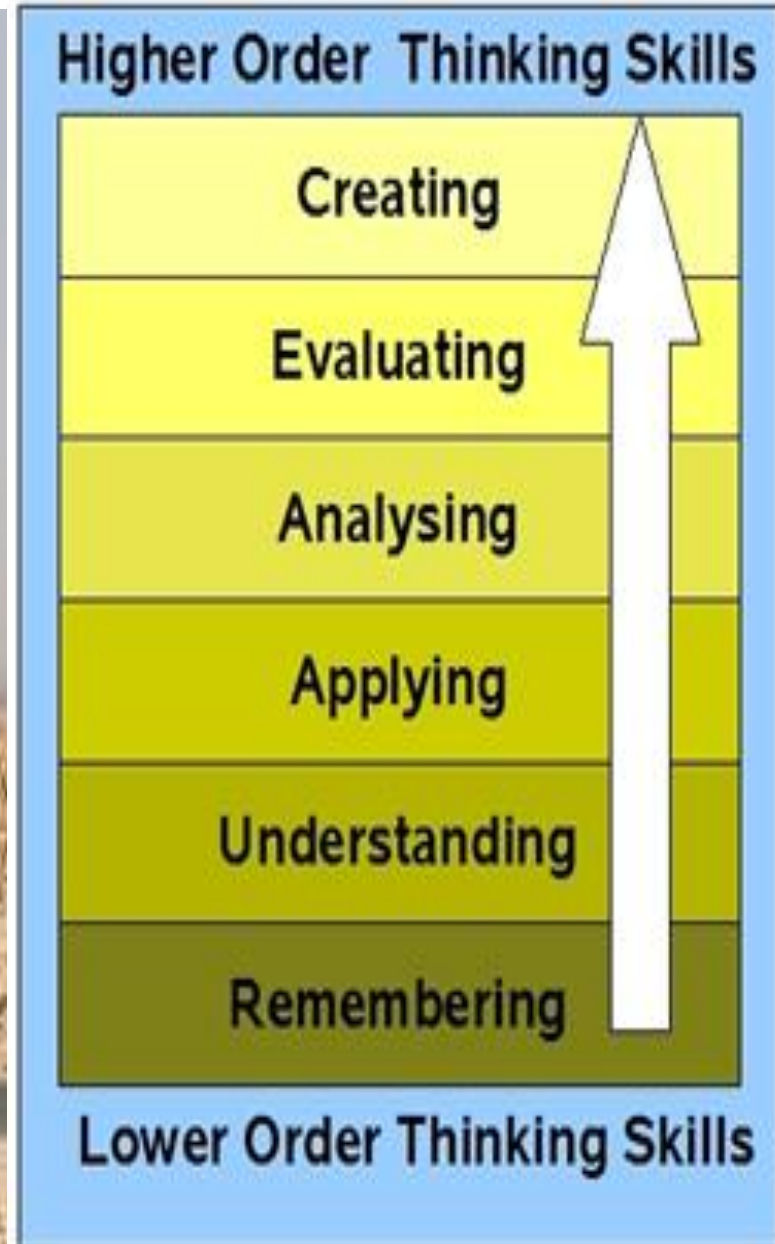 Higher Order Thinking Skills
Creating
Evaluating
Analysing
Applying
Understanding
Remembering
Lower Order Thinking Skills